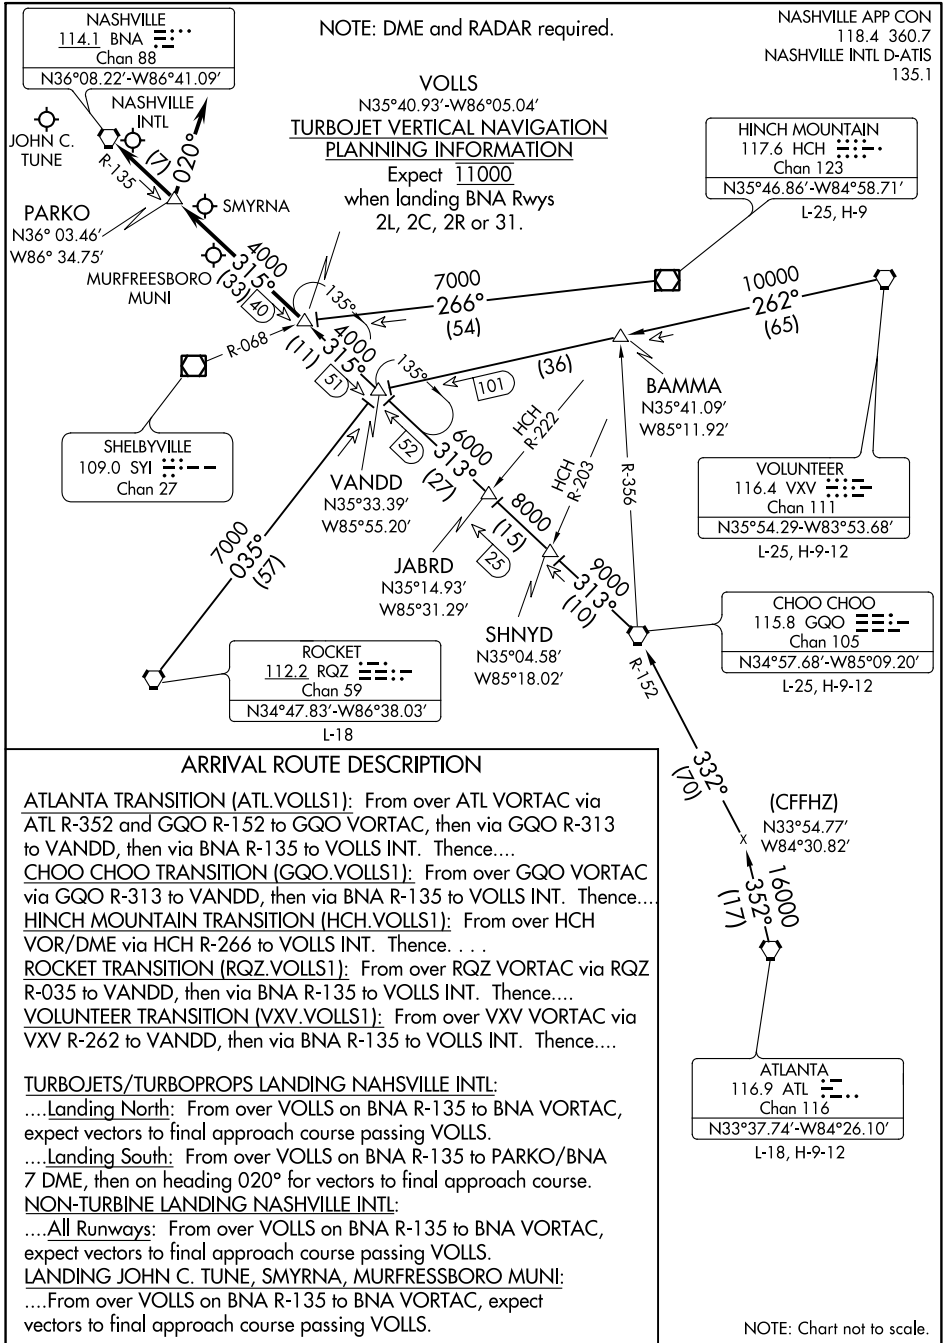 NASHVILLE
114.1 BNA
Chan 88
N36°08.22'-W86°41.09'
NOTE: DME and RADAR required.
NASHVILLE APP CON
118.4 360.7
NASHVILLE INTL D-ATIS
135.1
VOLLS
N35°40.93'-W86°05.04'
TURBOJET VERTICAL NAVIGATION
PLANNING INFORMATION
Expect 11000
when landing BNA Rwys
2L, 2C, 2R or 31.
HINCH MOUNTAIN
117.6 HCH
Chan 123
N35°46.86'-W84°58.71'
L-25, H-9
NASHVILLE
INTL
JOHN C.
TUNE
R-135
(7)
020°
SMYRNA
PARKO
N36° 03.46'
W86° 34.75'
MURFREESBORO
MUNI
4000
315°
(33)
40
135°
7000
266°
(54)
10000
262°
(65)
R-068
4000
315°
(11)
51
135°
101
(36)
BAMMA
N35°41.09'
W85°11.92'
SHELBYVILLE
109.0 SYI
Chan 27
52
6000
313°
(27)
HCH
R-222
HCH
R-203
R-356
VANDD
N35°33.39'
W85°55.20'
VOLUNTEER
116.4 VXV
Chan 111
N35°54.29-W83°53.68'
L-25, H-9-12
7000
035°
(57)
JABRD
N35°14.93'
W85°31.29'
8000
(15)
25
9000
313°
(10)
SHNYD
N35°04.58'
W85°18.02'
CHOO CHOO
115.8 GQO
Chan 105
N34°57.68'-W85°09.20'
L-25, H-9-12
ROCKET
112.2 RQZ
Chan 59
N34°47.83'-W86°38.03'
L-18
R-152
332°
(70)
(CFFHZ)
N33°54.77'
W84°30.82'
x
16000
352°
(17)
ATLANTA
116.9 ATL
Chan 116
N33°37.74'-W84°26.10'
L-18, H-9-12
ARRIVAL ROUTE DESCRIPTION
ATLANTA TRANSITION (ATL.VOLLS1): From over ATL VORTAC via
ATL R-352 and GQO R-152 to GQO VORTAC, then via GQO R-313
to VANDD, then via BNA R-135 to VOLLS INT. Thence....
CHOO CHOO TRANSITION (GQO.VOLLS1): From over GQO VORTAC
via GQO R-313 to VANDD, then via BNA R-135 to VOLLS INT. Thence....
HINCH MOUNTAIN TRANSITION (HCH.VOLLS1): From over HCH
VOR/DME via HCH R-266 to VOLLS INT. Thence. . . .
ROCKET TRANSITION (RQZ.VOLLS1): From over RQZ VORTAC via RQZ
R-035 to VANDD, then via BNA R-135 to VOLLS INT. Thence....
VOLUNTEER TRANSITION (VXV.VOLLS1): From over VXV VORTAC via
VXV R-262 to VANDD, then via BNA R-135 to VOLLS INT. Thence....
TURBOJETS/TURBOPROPS LANDING NAHSVILLE INTL:
....Landing North: From over VOLLS on BNA R-135 to BNA VORTAC,
expect vectors to final approach course passing VOLLS.
....Landing South: From over VOLLS on BNA R-135 to PARKO/BNA
7 DME, then on heading 020° for vectors to final approach course.
NON-TURBINE LANDING NASHVILLE INTL:
....All Runways: From over VOLLS on BNA R-135 to BNA VORTAC,
expect vectors to final approach course passing VOLLS.
LANDING JOHN C. TUNE, SMYRNA, MURFRESSBORO MUNI:
....From over VOLLS on BNA R-135 to BNA VORTAC, expect
vectors to final approach course passing VOLLS.
NOTE: Chart not to scale.